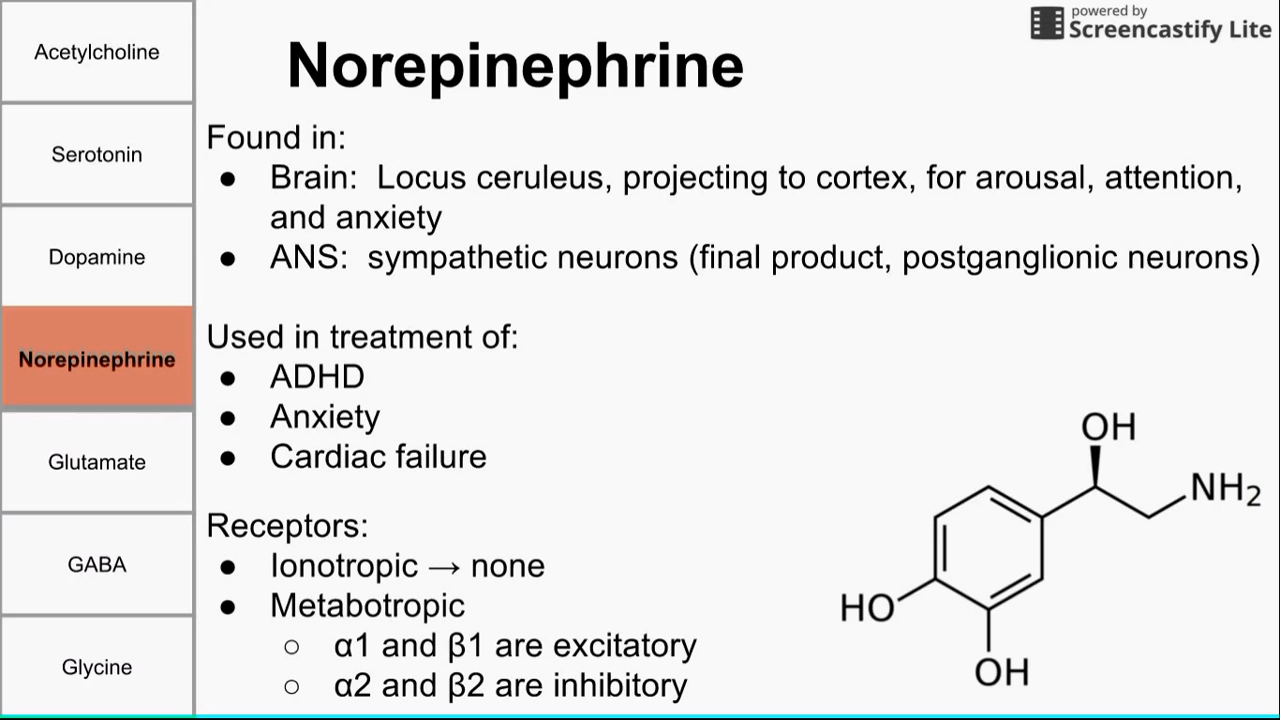 powered by
Screencastify Lite
Acetylcholine
Serotonin
Dopamine
Norepinephrine
Glutamate
GABA
Glycine
Norepinephrine
Found in:
● Brain: Locus ceruleus, projecting to cortex, for arousal, attention,
and anxiety
● ANS: sympathetic neurons (final product, postganglionic neurons)
Used in treatment of:
● ADHD
● Anxiety
● Cardiac failure
Receptors:
● Ionotropic → none
● Metabotropic
○ α1 and β1 are excitatory
○ α2 and β2 are inhibitory
OH
NH₂
HO
OH